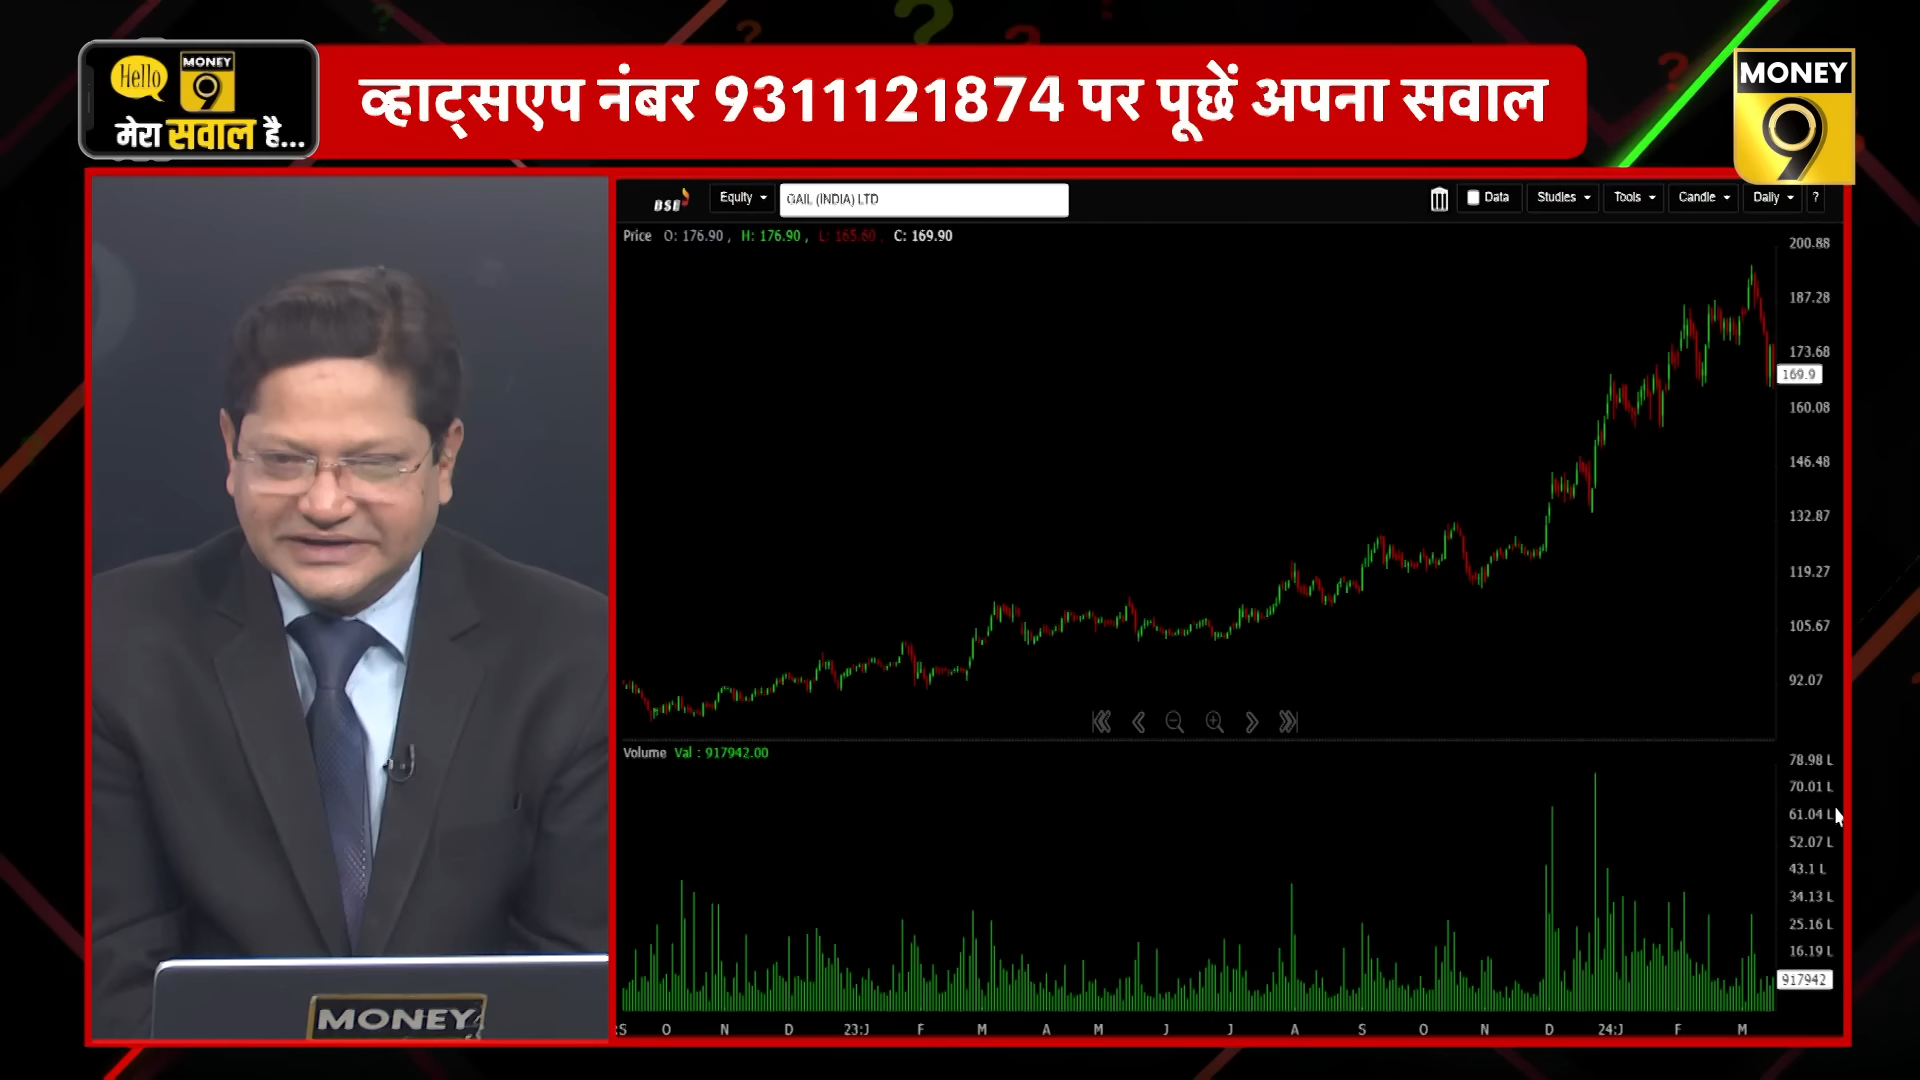 Hello
MONEY
9
मेरा सवाल है...
व्हाट्सएप नंबर 9311121874 पर पूछें अपना सवाल
MONEY
9
BSE
Equity
GAIL (INDIA) LTD
Data
Studies
Tools
Candle
Daily
?
Price O: 176.90 , H: 176.90 , L: 165.60 , C: 169.90
200.88
187.28
173.68
169.9
160.08
146.48
132.87
119.27
105.67
92.07
Volume Val : 917942.00
78.98 L
70.01 L
61.04 L
52.07 L
43.1 L
34.13 L
25.16 L
16.19 L
917942
S O N D 23:J F M A M J J A S O N D 24:J F M
MONEY